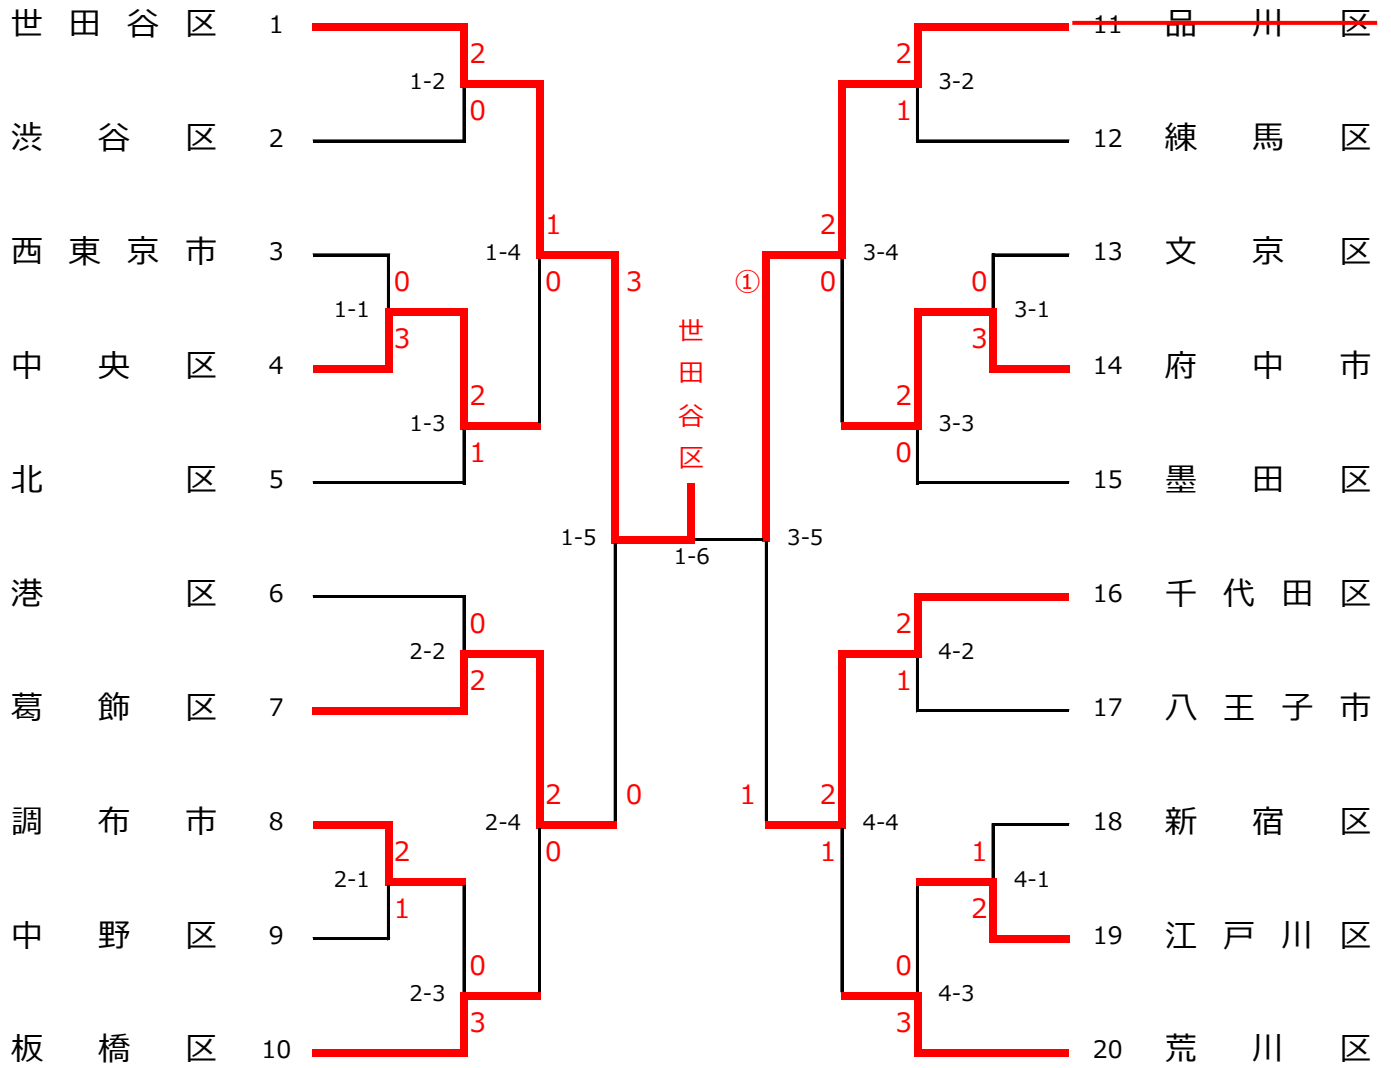 世田谷区 1
2
1-2
0
渋谷区 2
西東京市 3
0
1-1
3
中央区 4
2
1-3
1
北区 5
1
1-4
0
3
港区 6
0
2-2
2
葛飾区 7
調布市 8
2
2-1
1
中野区 9
0
2-3
3
板橋区 10
2
2-4
0
0
1-5
世田谷区
1-6
11 品川区
2
3-2
1
12 練馬区
13 文京区
0
3-1
3
14 府中市
2
3-3
0
15 墨田区
2
3-4
0
①
3-5
1
16 千代田区
2
4-2
1
17 八王子市
18 新宿区
1
4-1
2
19 江戸川区
0
4-3
3
20 荒川区
2
4-4
1